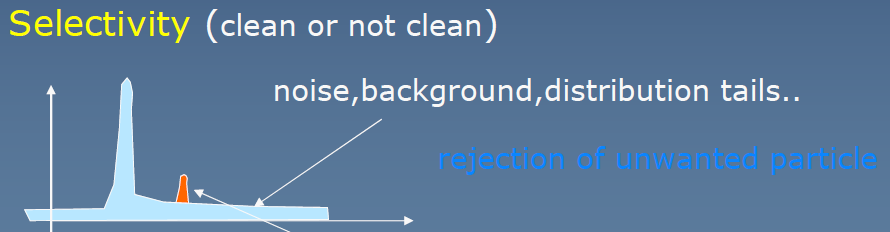 Selectivity (clean or not clean)
noise,background,distribution tails..
rejection of unwanted particle